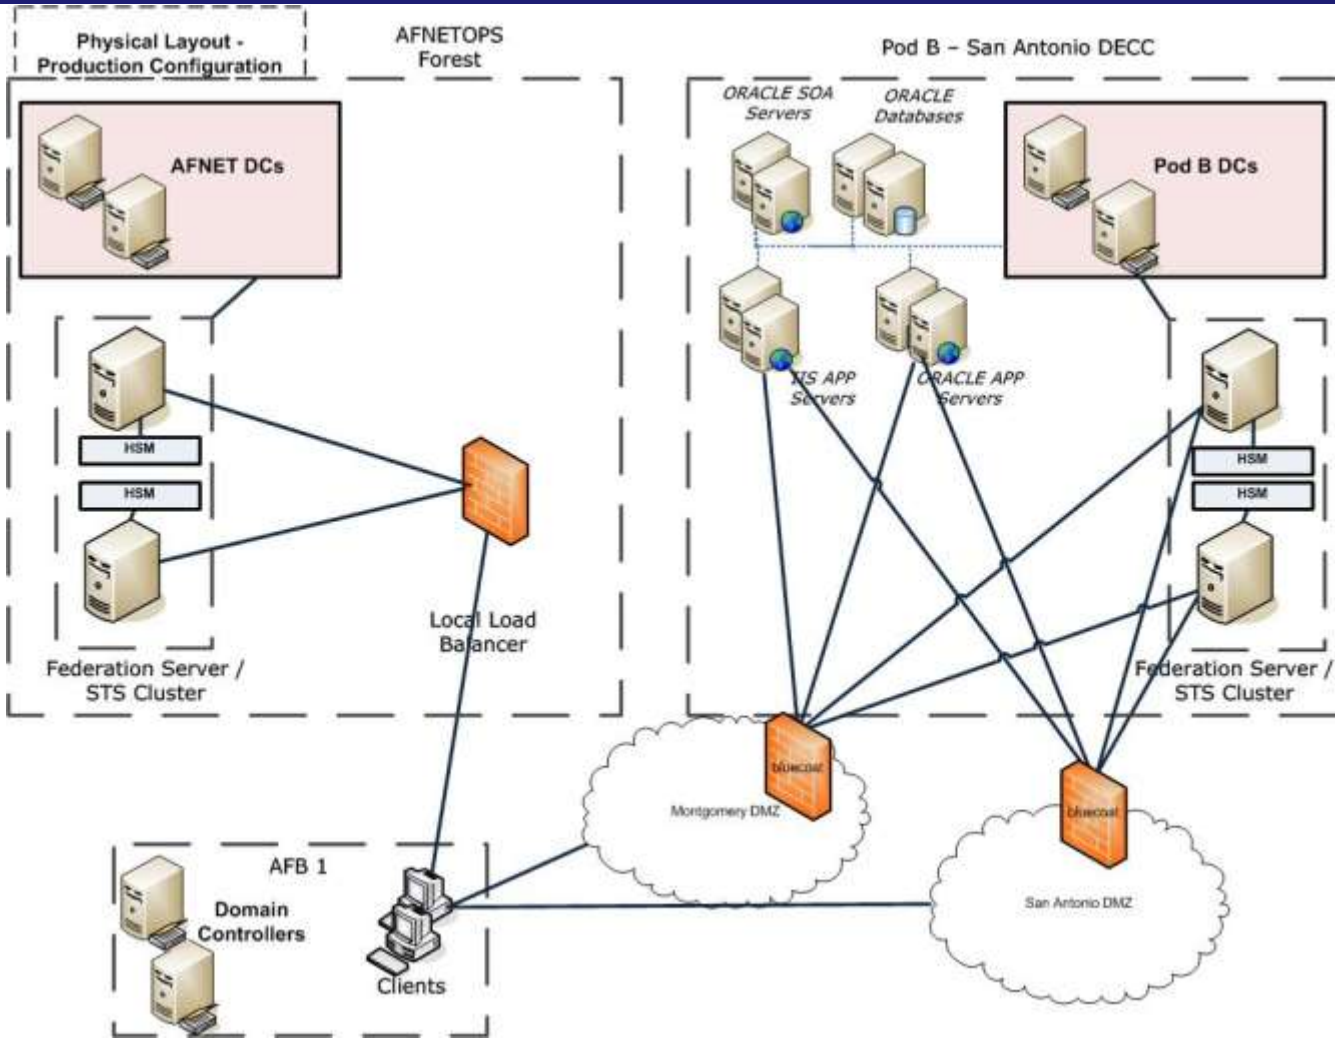 Physical Layout -
Production Configuration
AFNETOPS
Forest
Pod B – San Antonio DECC
AFNET DCs
ORACLE SOA
Servers
ORACLE
Databases
Pod B DCs
IIS APP
Servers
ORACLE APP
Servers
HSM
HSM
HSM
HSM
Local Load
Balancer
Federation Server /
STS Cluster
Federation Server /
STS Cluster
bluecoat
Montgomery DMZ
bluecoat
San Antonio DMZ
AFB 1
Domain
Controllers
Clients